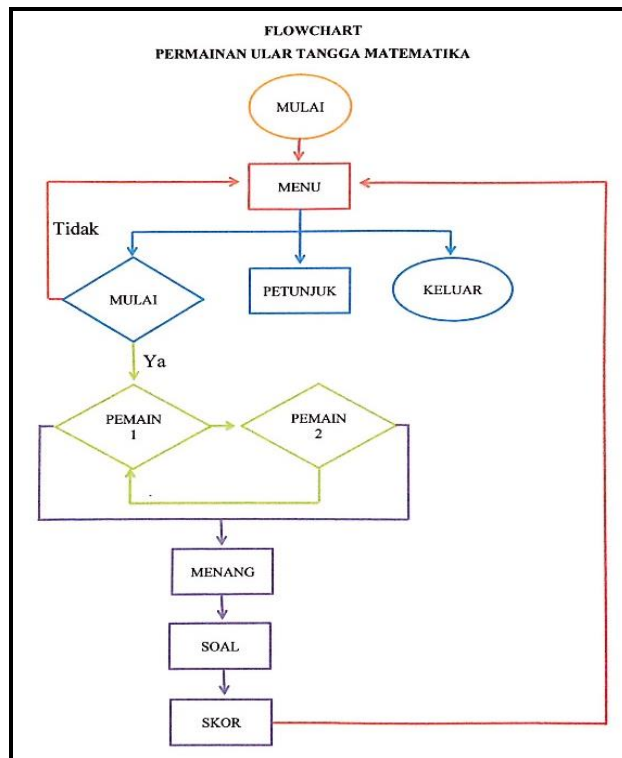 FLOWCHART
PERMAINAN ULAR TANGGA MATEMATIKA
MULAI
MENU
Tidak
MULAI
PETUNJUK
KELUAR
Ya
PEMAIN
1
PEMAIN
2
MENANG
SOAL
SKOR